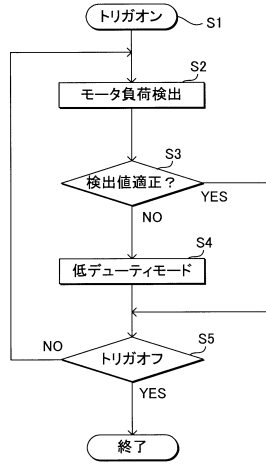 トリガオン
S1
S2
モータ負荷検出
S3
検出値適正?
YES
NO
S4
低デューティモード
S5
トリガオフ
NO
YES
終了